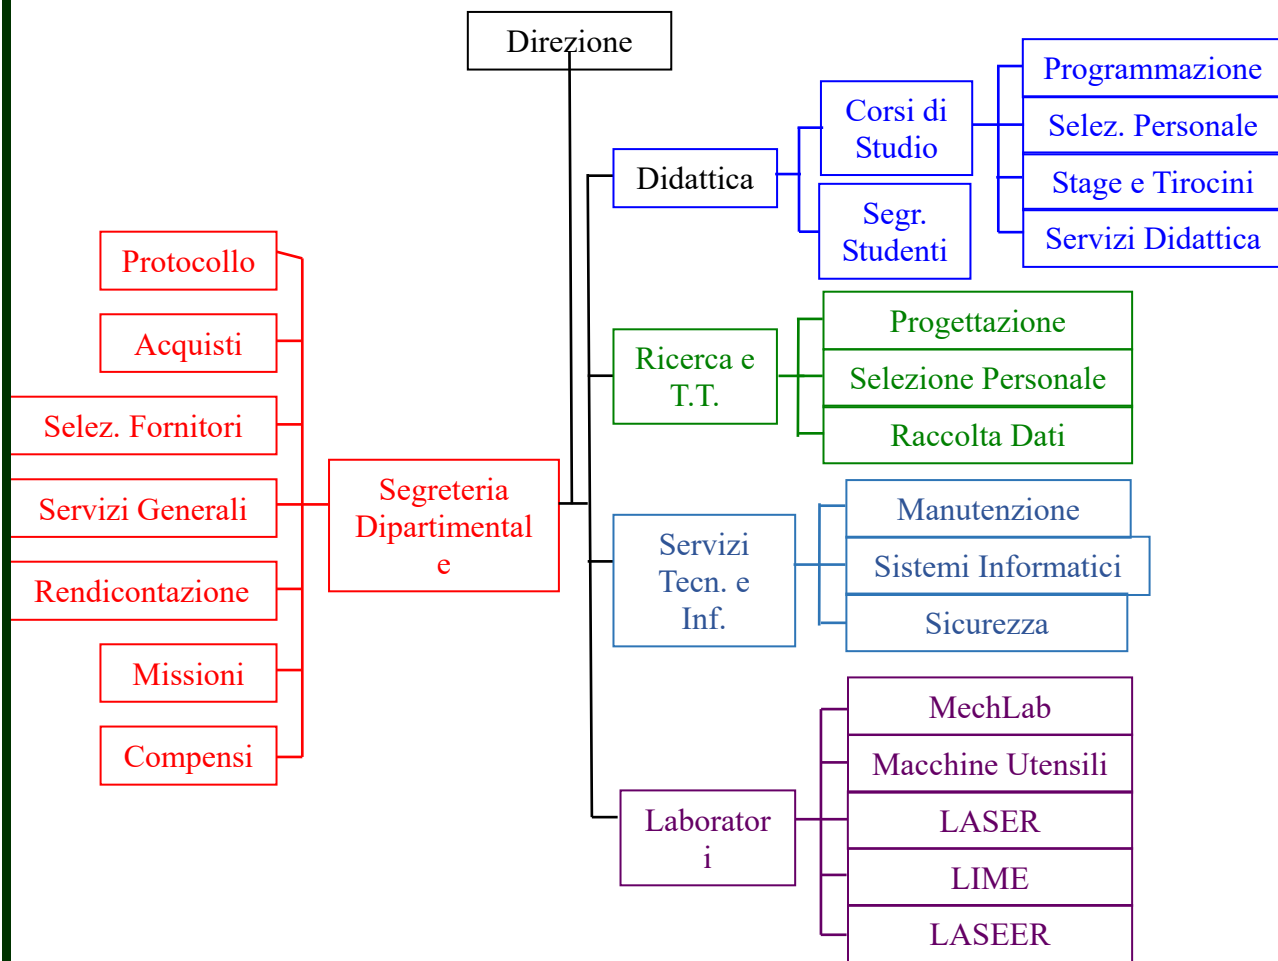 Direzione
Programmazione
Corsi di
Studio
Selez. Personale
Didattica
Stage e Tirocini
Segr.
Studenti
Servizi Didattica
Protocollo
Acquisti
Selez. Fornitori
Servizi Generali
Rendicontazione
Missioni
Compensi
Segreteria
Dipartimental
e
Ricerca e
T.T.
Progettazione
Selezione Personale
Raccolta Dati
Servizi
Tecn. e
Inf.
Manutenzione
Sistemi Informatici
Sicurezza
Laborator
i
MechLab
Macchine Utensili
LASER
LIME
LASEER